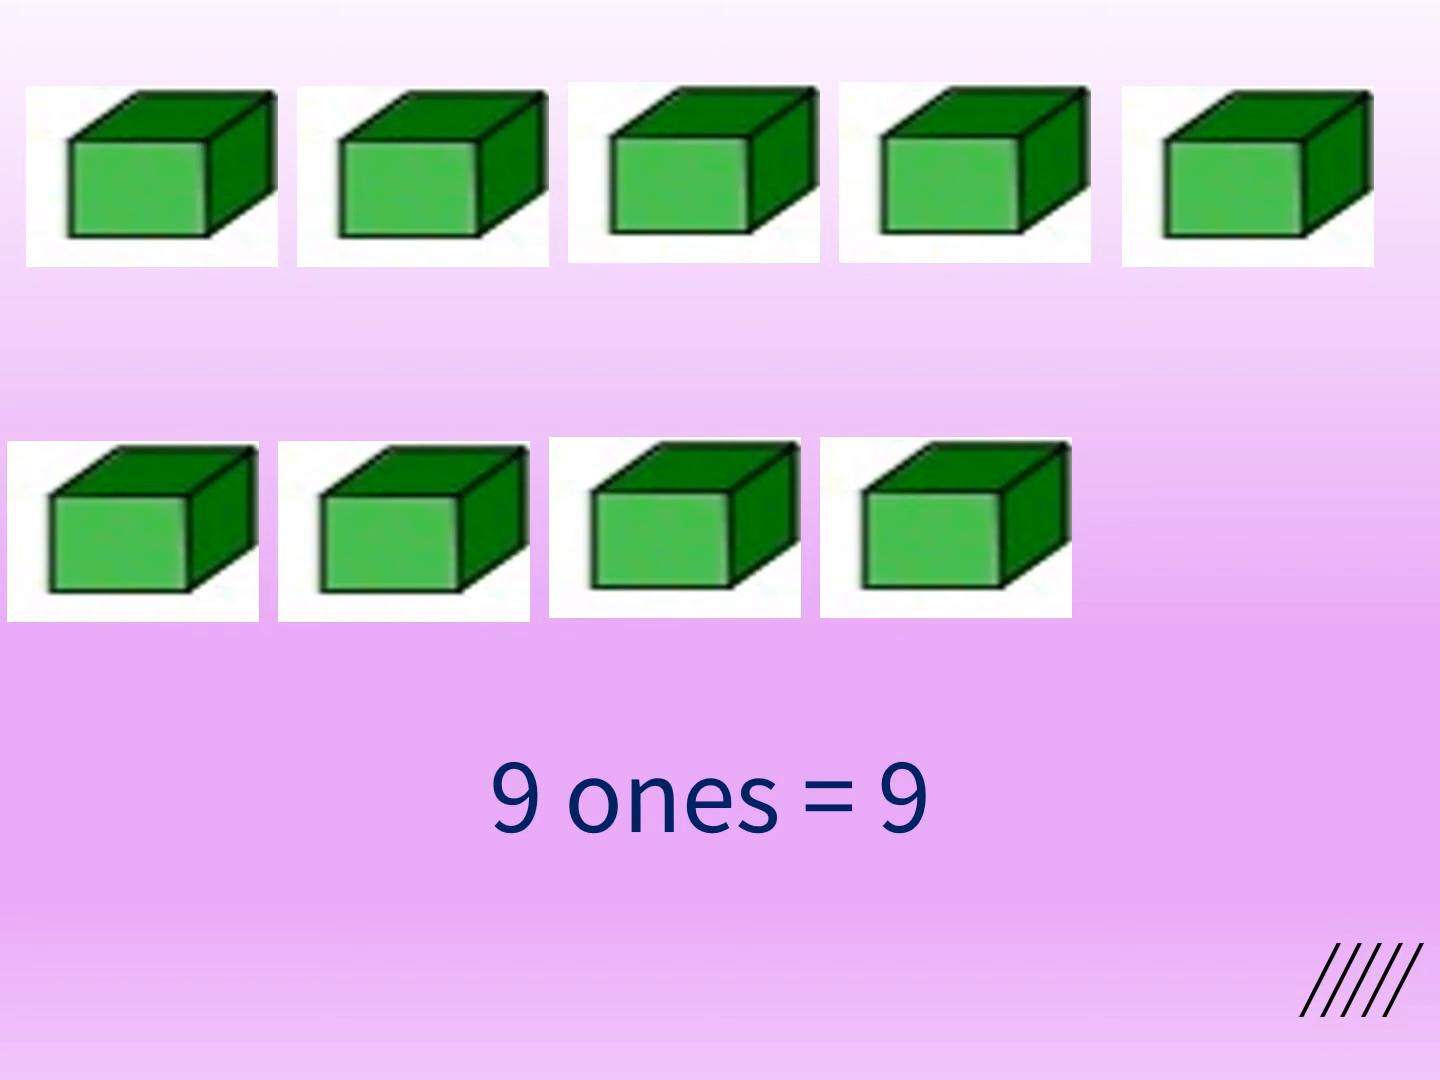 9 ones = 9